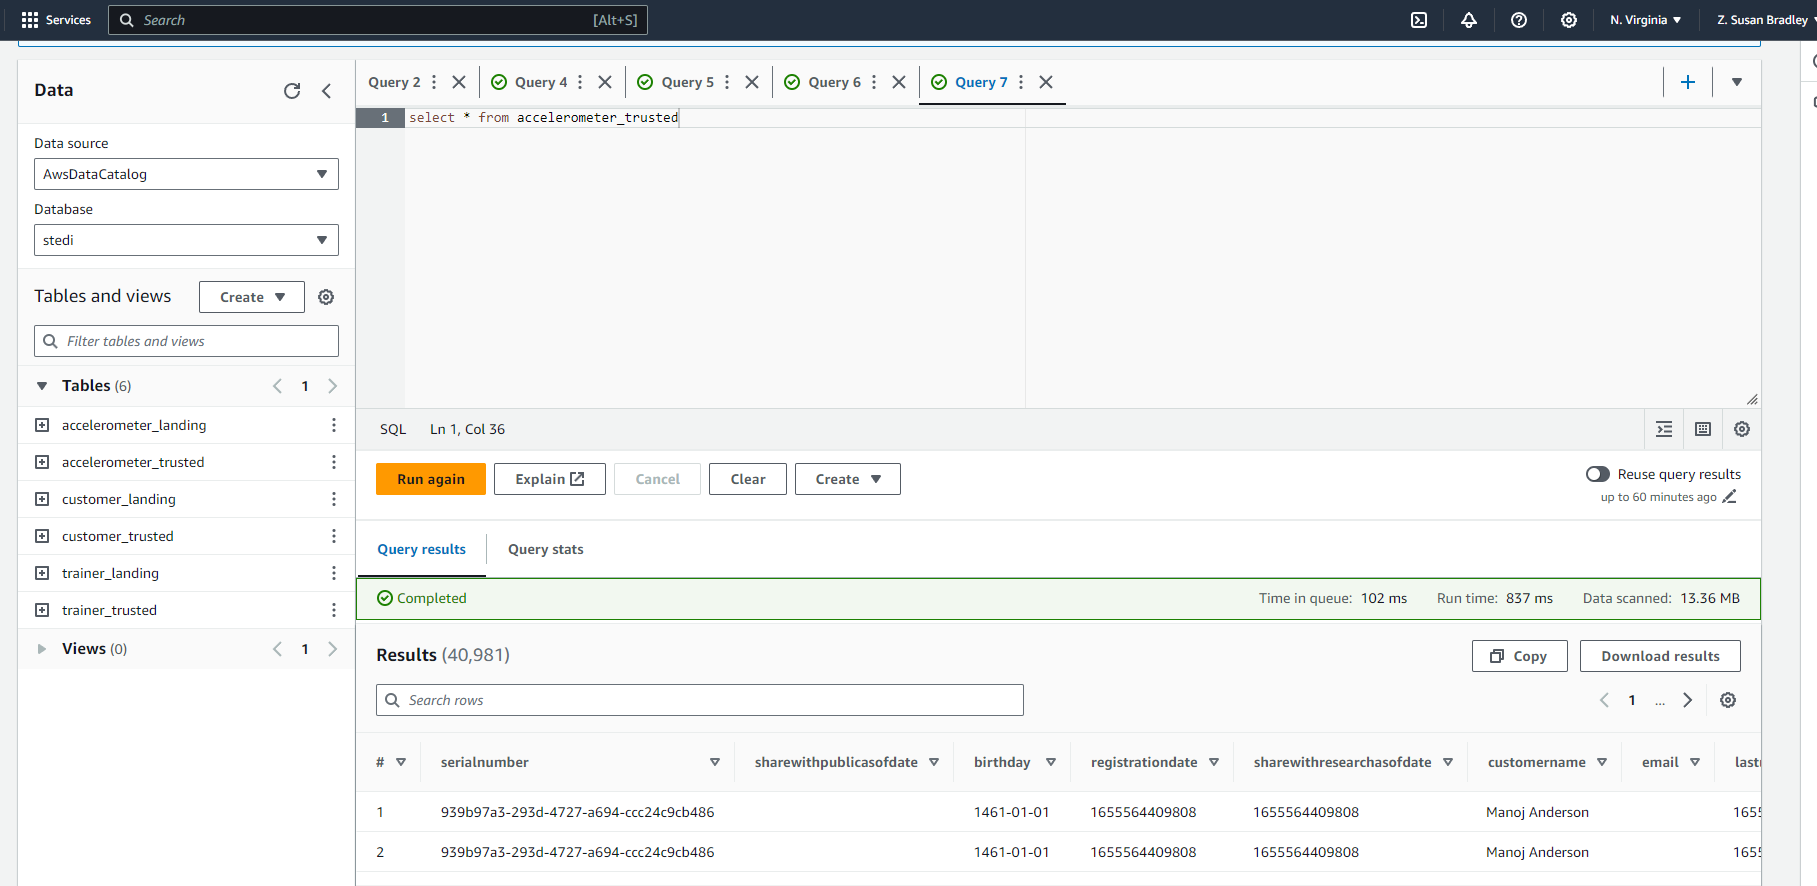 Services Search [Alt+S] N. Virginia Z. Susan Bradley
Data
Data source
AwsDataCatalog
Database
stedi
Tables and views Create
Filter tables and views
Tables (6) 1
accelerometer_landing
accelerometer_trusted
customer_landing
customer_trusted
trainer_landing
trainer_trusted
Views (0) 1
Query 2 Query 4 Query 5 Query 6 Query 7
1 select * from accelerometer_trusted
SQL Ln 1, Col 36
Run again Explain Cancel Clear Create Reuse query results
up to 60 minutes ago
Query results Query stats
Completed Time in queue: 102 ms Run time: 837 ms Data scanned: 13.36 MB
Results (40,981) Copy Download results
Search rows 1 ...
# serialnumber sharewithpublicasofdate birthday registrationdate sharewithresearchasofdate customername email
1 939b97a3-293d-4727-a694-ccc24c9cb486 1461-01-01 1655564409808 1655564409808 Manoj Anderson
2 939b97a3-293d-4727-a694-ccc24c9cb486 1461-01-01 1655564409808 1655564409808 Manoj Anderson